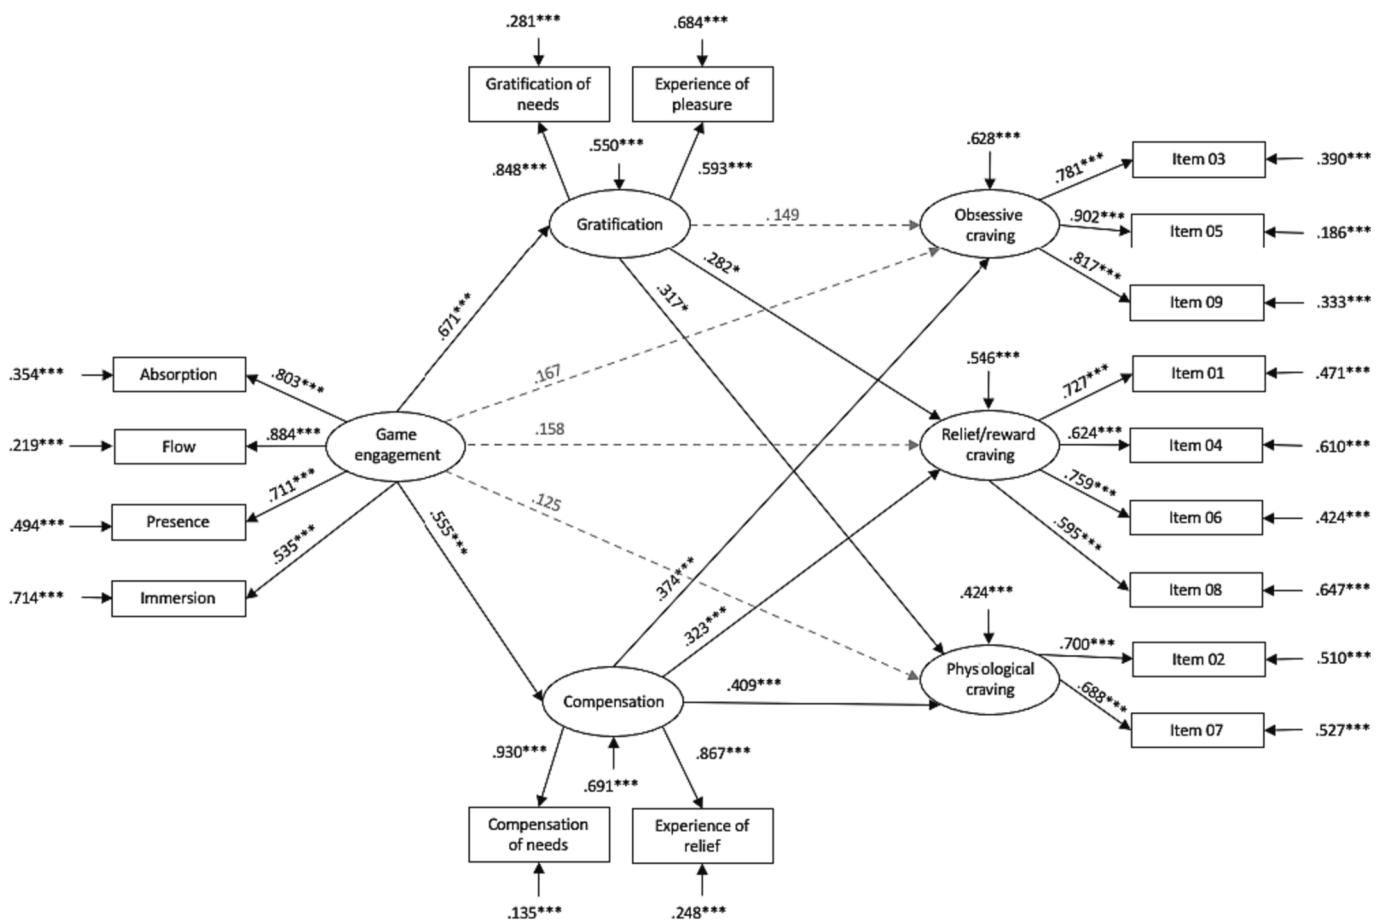 .281***
.684***
Gratification of
needs
Experience of
pleasure
.848***
.550***
.593***
.628***
Gratification
.149
Obsessive
craving
.781***
Item 03
.390***
.902***
Item 05
.186***
.817***
Item 09
.333***
.282*
.317*
.671***
.167
.354***
Absorption
.803***
.219***
Flow
.884***
Game
engagement
.158
.494***
Presence
.711***
.714***
Immersion
.535***
.555***
.125
.546***
Relief/reward
craving
.727***
Item 01
.471***
.624***
Item 04
.610***
.759***
Item 06
.424***
.595***
Item 08
.647***
.374***
.323***
.424***
Physiological
craving
.700***
Item 02
.510***
.688***
Item 07
.527***
Compensation
.409***
.930***
.691***
.867***
Compensation
of needs
Experience of
relief
.135***
.248***